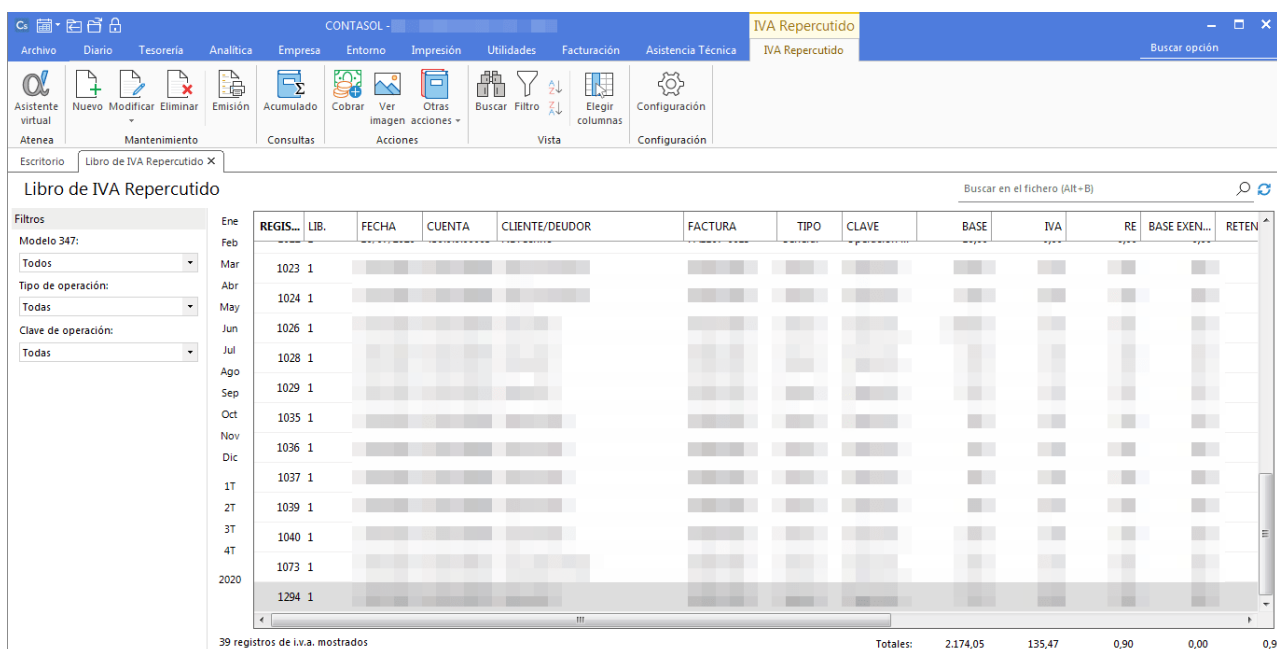 Cs CONTASOL - IVA Repercutido
Archivo Diario Tesorería Analítica Empresa Entorno Impresión Utilidades Facturación Asistencia Técnica IVA Repercutido Buscar opción
Asistente virtual Nuevo Modificar Eliminar Emisión Acumulado Cobrar Ver imagen Otras acciones Buscar Filtro Elegir columnas Configuración
Atenea Mantenimiento Consultas Acciones Vista Configuración
Escritorio Libro de IVA Repercutido
Libro de IVA Repercutido Buscar en el fichero (Alt+B)
Filtros
Modelo 347:
Todos
Tipo de operación:
Todas
Clave de operación:
Todas
Ene
Feb
Mar
Abr
May
Jun
Jul
Ago
Sep
Oct
Nov
Dic
1T
2T
3T
4T
2020
REGIS... LIB. FECHA CUENTA CLIENTE/DEUDOR FACTURA TIPO CLAVE BASE IVA RE BASE EXEN... RETEN
1023 1
1024 1
1026 1
1028 1
1029 1
1035 1
1036 1
1037 1
1039 1
1040 1
1073 1
1294 1
39 registros de i.v.a. mostrados Totales: 2.174,05 135,47 0,90 0,00 0,9